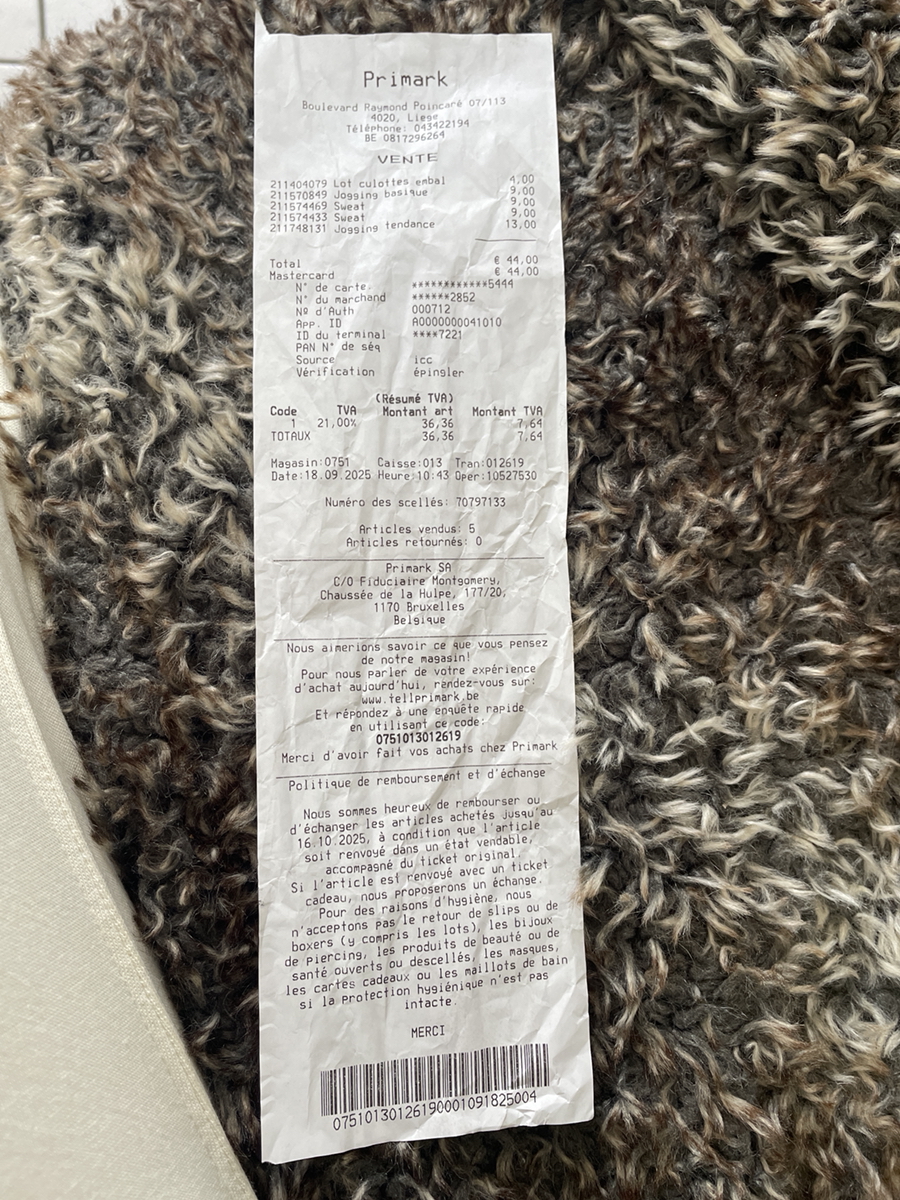 Primark
Boulevard Raymond Poincaré 07/113
4020, Liege
Téléphone: 043422194
BE 0817296264
VENTE
211404079 Lot culottes embal 4,00
211570849 Jogging basique 9,00
211574469 Sweat 9,00
211574433 Sweat 9,00
211748131 Jogging tendance 13,00
Total € 44,00
Mastercard € 44,00
N° de carte ************5444
N° du marchand ******2852
Nº d'Auth 000712
App. ID A0000000041010
ID du terminal ****7221
PAN N° de séq
Source icc
Vérification épingler
(Résumé TVA)
Code TVA Montant art Montant TVA
1 21,00% 36,36 7,64
TOTAUX 36,36 7,64
Magasin:0751 Caisse:013 Tran:012619
Date:18.09.2025 Heure:10:43 Oper:10527530
Numéro des scellés: 70797133
Articles vendus: 5
Articles retournés: 0
Primark SA
C/O Fiduciaire Montgomery,
Chaussée de la Hulpe, 177/20,
1170 Bruxelles
Belgique
Nous aimerions savoir ce que vous pensez
de notre magasin!
Pour nous parler de votre expérience
d'achat aujourd'hui, rendez-vous sur:
www.tellprimark.be
Et répondez à une enquête rapide
en utilisant ce code:
0751013012619
Merci d'avoir fait vos achats chez Primark
Politique de remboursement et d'échange
Nous sommes heureux de rembourser ou
d'échanger les articles achetés jusqu'au
16.10.2025, à condition que l'article
soit renvoyé dans un état vendable,
accompagné du ticket original.
Si l'article est renvoyé avec un ticket
cadeau, nous proposerons un échange.
Pour des raisons d'hygiène, nous
n'acceptons pas le retour de slips ou de
boxers (y compris les lots), les bijoux
de piercing, les produits de beauté ou de
santé ouverts ou descellés, les masques,
les cartes cadeaux ou les maillots de bain
si la protection hygiénique n'est pas
intacte.
MERCI
07510130126190001091825004